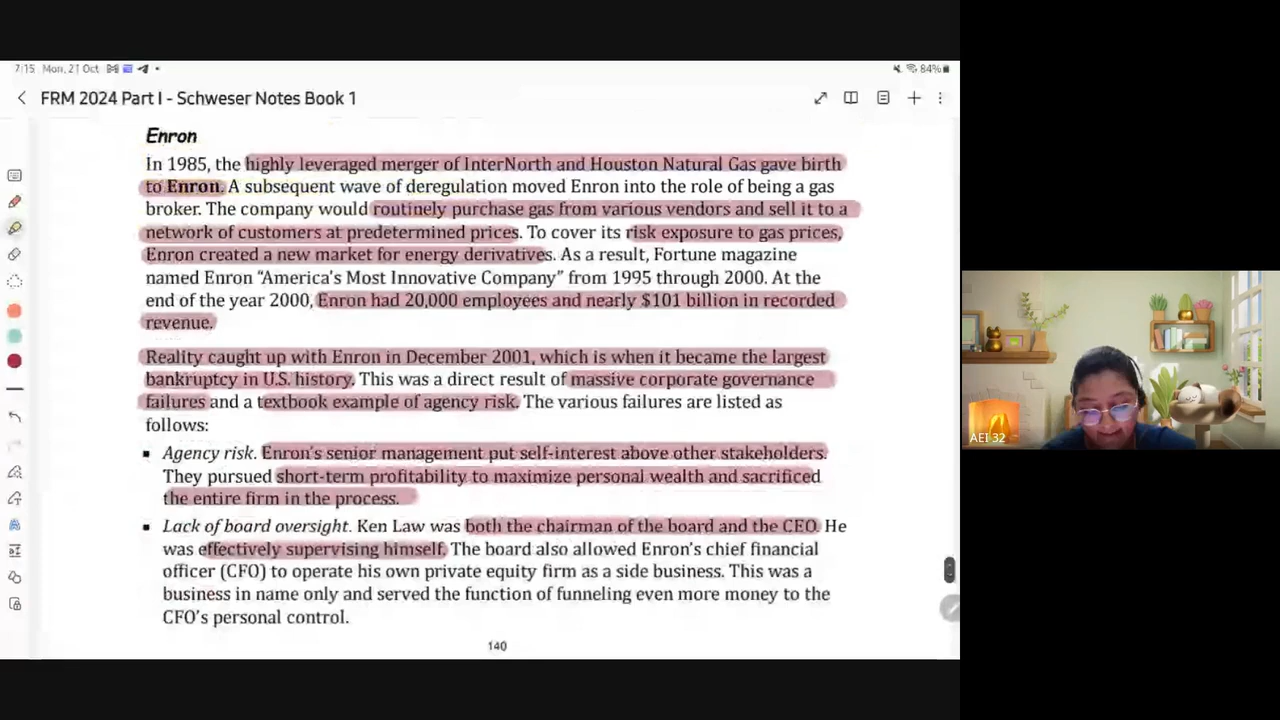 7:15 Mon, 21 Oct
84%
FRM 2024 Part I - Schweser Notes Book 1
Enron
In 1985, the highly leveraged merger of InterNorth and Houston Natural Gas gave birth
to Enron. A subsequent wave of deregulation moved Enron into the role of being a gas
broker. The company would routinely purchase gas from various vendors and sell it to a
network of customers at predetermined prices. To cover its risk exposure to gas prices,
Enron created a new market for energy derivatives. As a result, Fortune magazine
named Enron “America’s Most Innovative Company” from 1995 through 2000. At the
end of the year 2000, Enron had 20,000 employees and nearly $101 billion in recorded
revenue.
Reality caught up with Enron in December 2001, which is when it became the largest
bankruptcy in U.S. history. This was a direct result of massive corporate governance
failures and a textbook example of agency risk. The various failures are listed as
follows:
▪ Agency risk. Enron’s senior management put self-interest above other stakeholders.
They pursued short-term profitability to maximize personal wealth and sacrificed
the entire firm in the process.
▪ Lack of board oversight. Ken Law was both the chairman of the board and the CEO. He
was effectively supervising himself. The board also allowed Enron’s chief financial
officer (CFO) to operate his own private equity firm as a side business. This was a
business in name only and served the function of funneling even more money to the
CFO’s personal control.
140
AEI 32